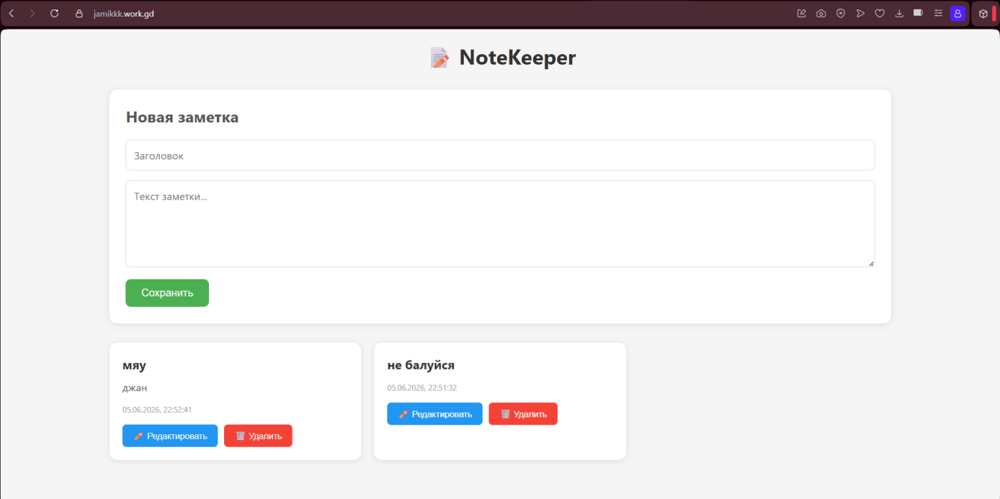 jamikkk.work.gd
NoteKeeper
Новая заметка
Заголовок
Текст заметки...
Сохранить
мяу
джан
05.06.2026, 22:52:41
Редактировать Удалить
не балуйся
05.06.2026, 22:51:32
Редактировать Удалить